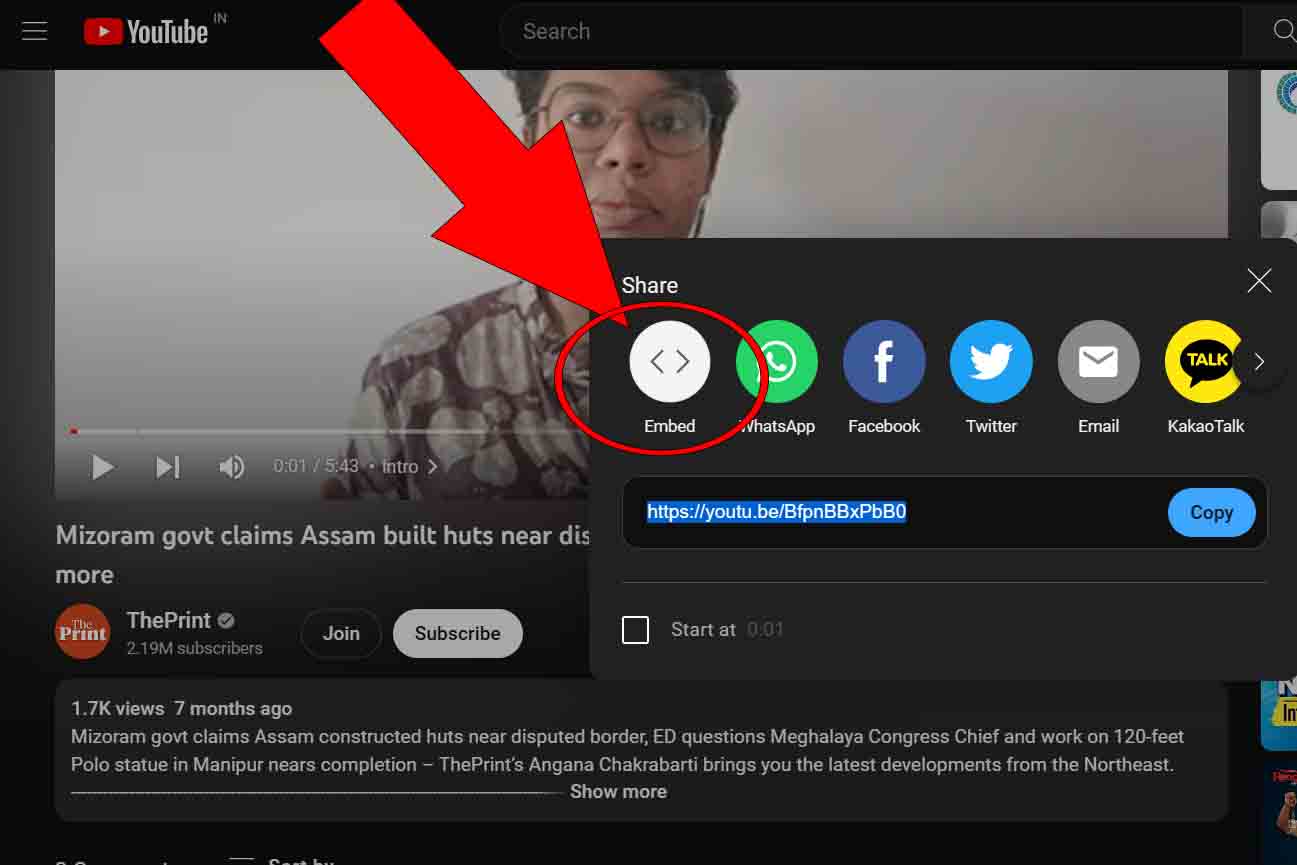 YouTube IN
Search
Share
Embed
WhatsApp
Facebook
Twitter
Email
TALK
KakaoTalk
0:01 / 5:43 • Intro
https://youtu.be/BfpnBBxPbB0
Copy
Start at 0:01
Mizoram govt claims Assam built huts near
more
The
Print
ThePrint
2.19M subscribers
Join
Subscribe
1.7K views 7 months ago
Mizoram govt claims Assam constructed huts near disputed border, ED questions Meghalaya Congress Chief and work on 120-feet
Polo statue in Manipur nears completion – ThePrint's Angana Chakrabarti brings you the latest developments from the Northeast.
Show more
Sort by